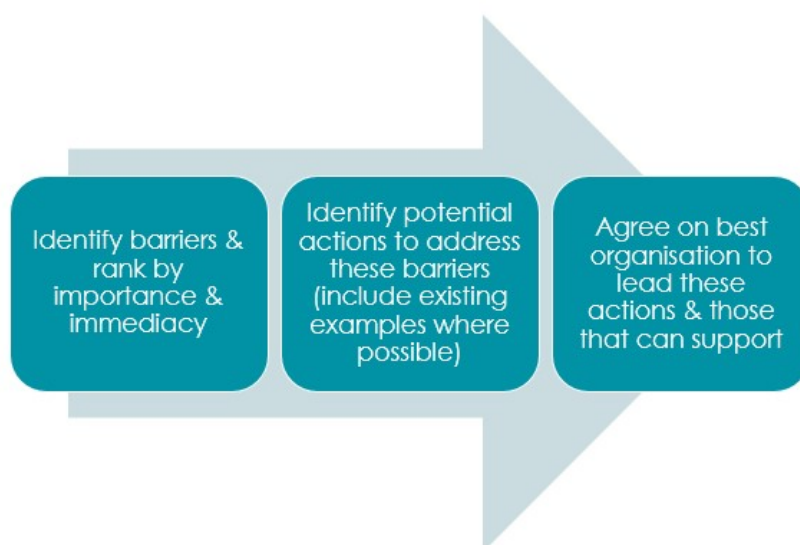 Identify barriers &
rank by
importance &
immediacy
Identify potential
actions to address
these barriers
(include existing
examples where
possible)
Agree on best
organisation to
lead these
actions & those
that can support